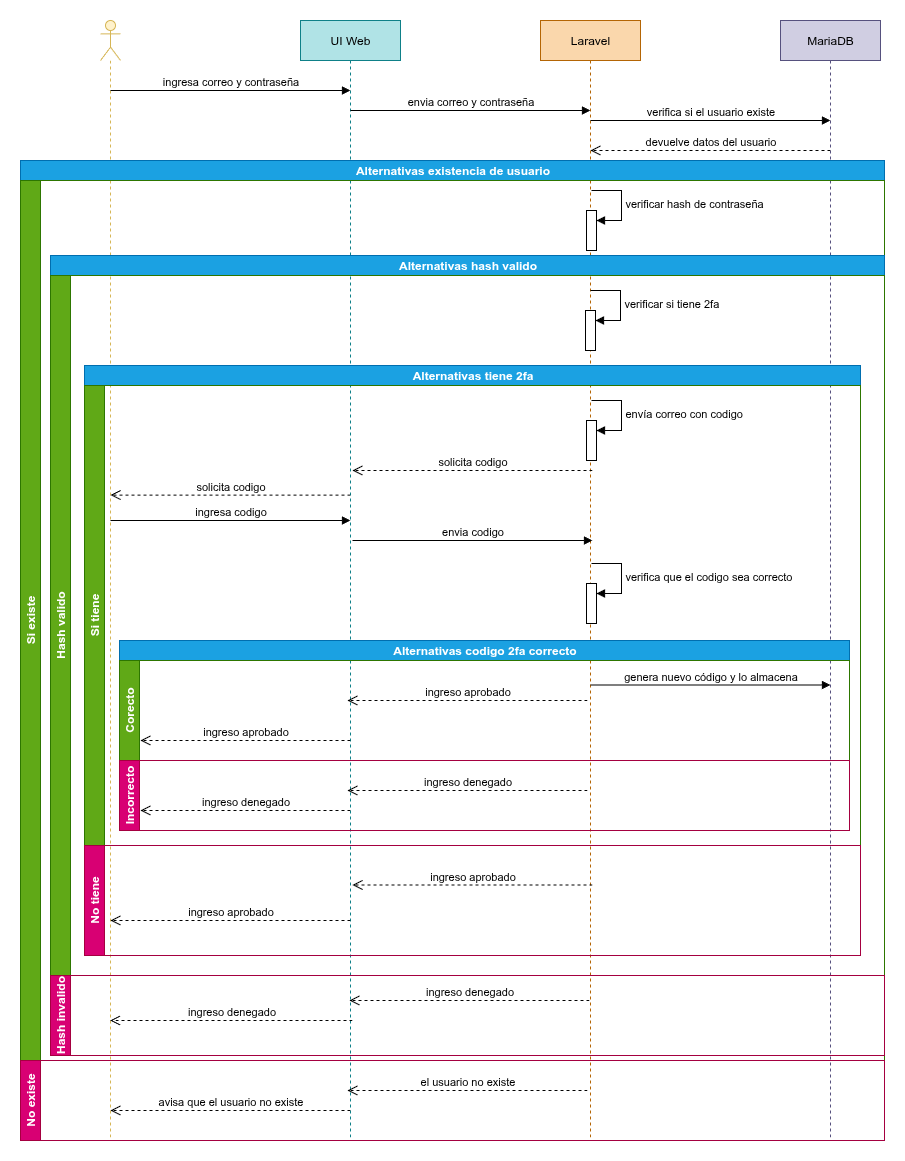 UI Web
Laravel
MariaDB
ingresa correo y contraseña
envia correo y contraseña
verifica si el usuario existe
devuelve datos del usuario
Alternativas existencia de usuario
verificar hash de contraseña
Alternativas hash valido
verificar si tiene 2fa
Alternativas tiene 2fa
envía correo con codigo
solicita codigo
solicita codigo
ingresa codigo
envia codigo
verifica que el codigo sea correcto
Si existe
Hash valido
Si tiene
Alternativas codigo 2fa correcto
Corecto
genera nuevo código y lo almacena
ingreso aprobado
ingreso aprobado
Incorrecto
ingreso denegado
ingreso denegado
No tiene
ingreso aprobado
ingreso aprobado
Hash invalido
ingreso denegado
ingreso denegado
No existe
el usuario no existe
avisa que el usuario no existe